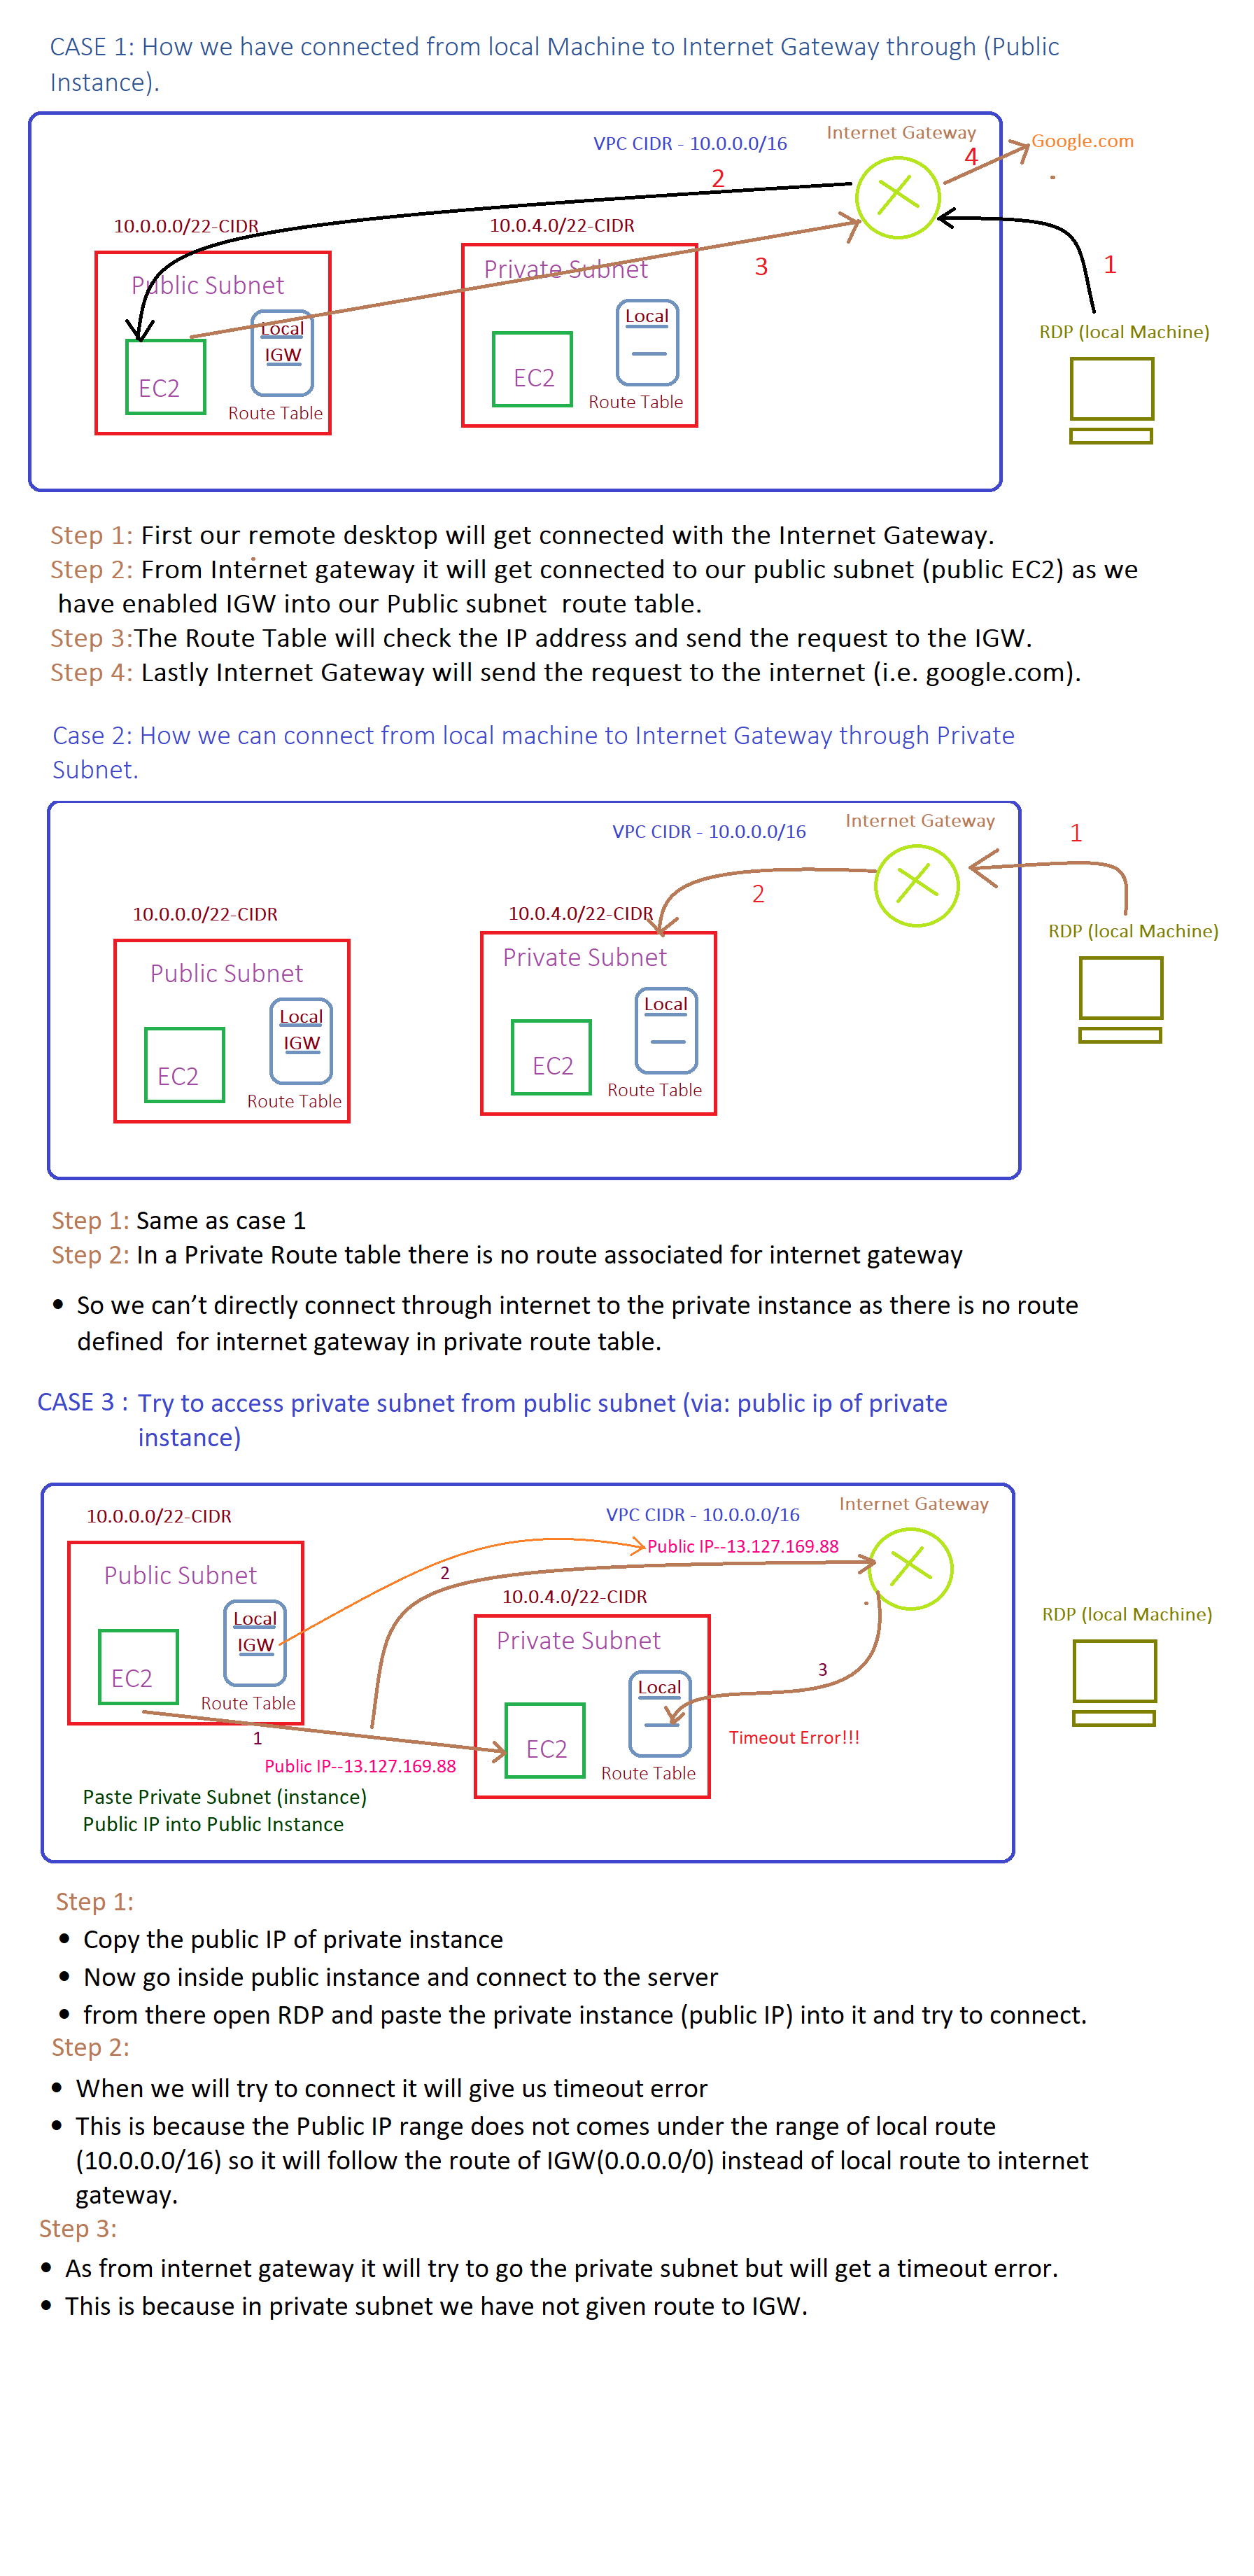 CASE 1: How we have connected from local Machine to Internet Gateway through (Public
Instance).
VPC CIDR - 10.0.0.0/16
Internet Gateway
4
Google.com
2
10.0.0.0/22-CIDR
10.0.4.0/22-CIDR
Public Subnet
Private Subnet
3
1
Local
IGW
Local
RDP (local Machine)
EC2
EC2
Route Table
Route Table
Step 1: First our remote desktop will get connected with the Internet Gateway.
Step 2: From Internet gateway it will get connected to our public subnet (public EC2) as we
have enabled IGW into our Public subnet  route table.
Step 3:The Route Table will check the IP address and send the request to the IGW.
Step 4: Lastly Internet Gateway will send the request to the internet (i.e. google.com).
Case 2: How we can connect from local machine to Internet Gateway through Private
Subnet.
VPC CIDR - 10.0.0.0/16
Internet Gateway
1
2
10.0.0.0/22-CIDR
10.0.4.0/22-CIDR
RDP (local Machine)
Public Subnet
Private Subnet
Local
IGW
Local
EC2
EC2
Route Table
Route Table
Step 1: Same as case 1
Step 2: In a Private Route table there is no route associated for internet gateway
• So we can’t directly connect through internet to the private instance as there is no route
defined  for internet gateway in private route table.
CASE 3 : Try to access private subnet from public subnet (via: public ip of private
instance)
10.0.0.0/22-CIDR
VPC CIDR - 10.0.0.0/16
Internet Gateway
Public IP--13.127.169.88
2
Public Subnet
10.0.4.0/22-CIDR
Local
IGW
Private Subnet
RDP (local Machine)
EC2
Route Table
Local
3
1
EC2
Timeout Error!!!
Public IP--13.127.169.88
Route Table
Paste Private Subnet (instance)
Public IP into Public Instance
Step 1:
• Copy the public IP of private instance
• Now go inside public instance and connect to the server
• from there open RDP and paste the private instance (public IP) into it and try to connect.
Step 2:
• When we will try to connect it will give us timeout error
• This is because the Public IP range does not comes under the range of local route
(10.0.0.0/16) so it will follow the route of IGW(0.0.0.0/0) instead of local route to internet
gateway.
Step 3:
• As from internet gateway it will try to go the private subnet but will get a timeout error.
• This is because in private subnet we have not given route to IGW.